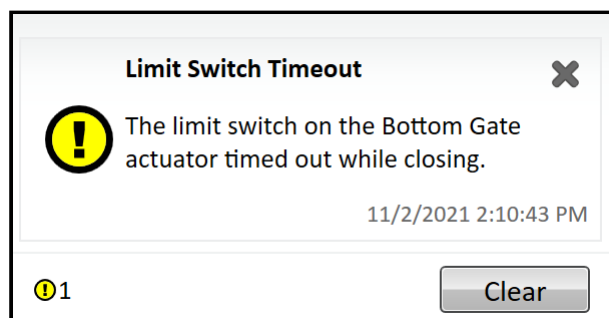 Limit Switch Timeout
The limit switch on the Bottom Gate
actuator timed out while closing.
11/2/2021 2:10:43 PM
1
Clear